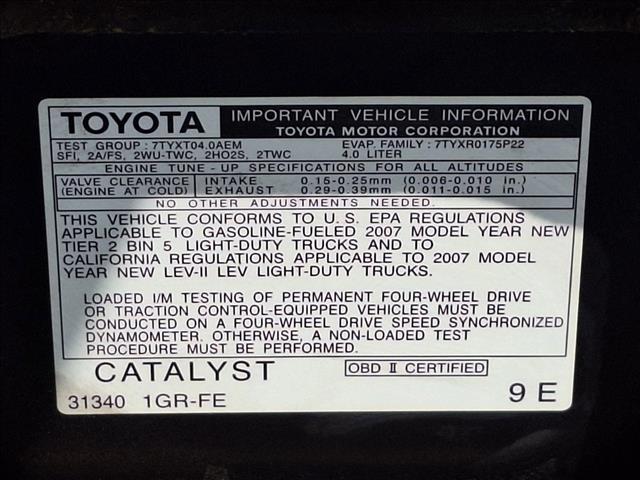 TOYOTA IMPORTANT VEHICLE INFORMATION
TOYOTA MOTOR CORPORATION
TEST GROUP : 7TYXT04.0AEM EVAP. FAMILY : 7TYXR0175P22
SFI, 2A/FS, 2WU-TWC, 2HO2S, 2TWC 4.0 LITER
ENGINE TUNE - UP SPECIFICATIONS FOR ALL ALTITUDES
VALVE CLEARANCE INTAKE 0.15-0.25mm (0.006-0.010 in.)
(ENGINE AT COLD) EXHAUST 0.29-0.39mm (0.011-0.015 in.)
NO OTHER ADJUSTMENTS NEEDED.
THIS VEHICLE CONFORMS TO U.S. EPA REGULATIONS
APPLICABLE TO GASOLINE-FUELED 2007 MODEL YEAR NEW
TIER 2 BIN 5 LIGHT-DUTY TRUCKS AND TO
CALIFORNIA REGULATIONS APPLICABLE TO 2007 MODEL
YEAR NEW LEV-II LEV LIGHT-DUTY TRUCKS.
LOADED I/M TESTING OF PERMANENT FOUR-WHEEL DRIVE
OR TRACTION CONTROL-EQUIPPED VEHICLES MUST BE
CONDUCTED ON A FOUR-WHEEL DRIVE SPEED SYNCHRONIZED
DYNAMOMETER. OTHERWISE, A NON-LOADED TEST
PROCEDURE MUST BE PERFORMED.
CATALYST OBD II CERTIFIED
31340 1GR-FE 9E